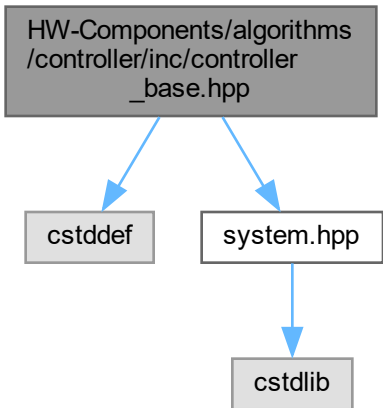 HW-Components/algorithms
/controller/inc/controller
_base.hpp
cstddef
system.hpp
cstdlib